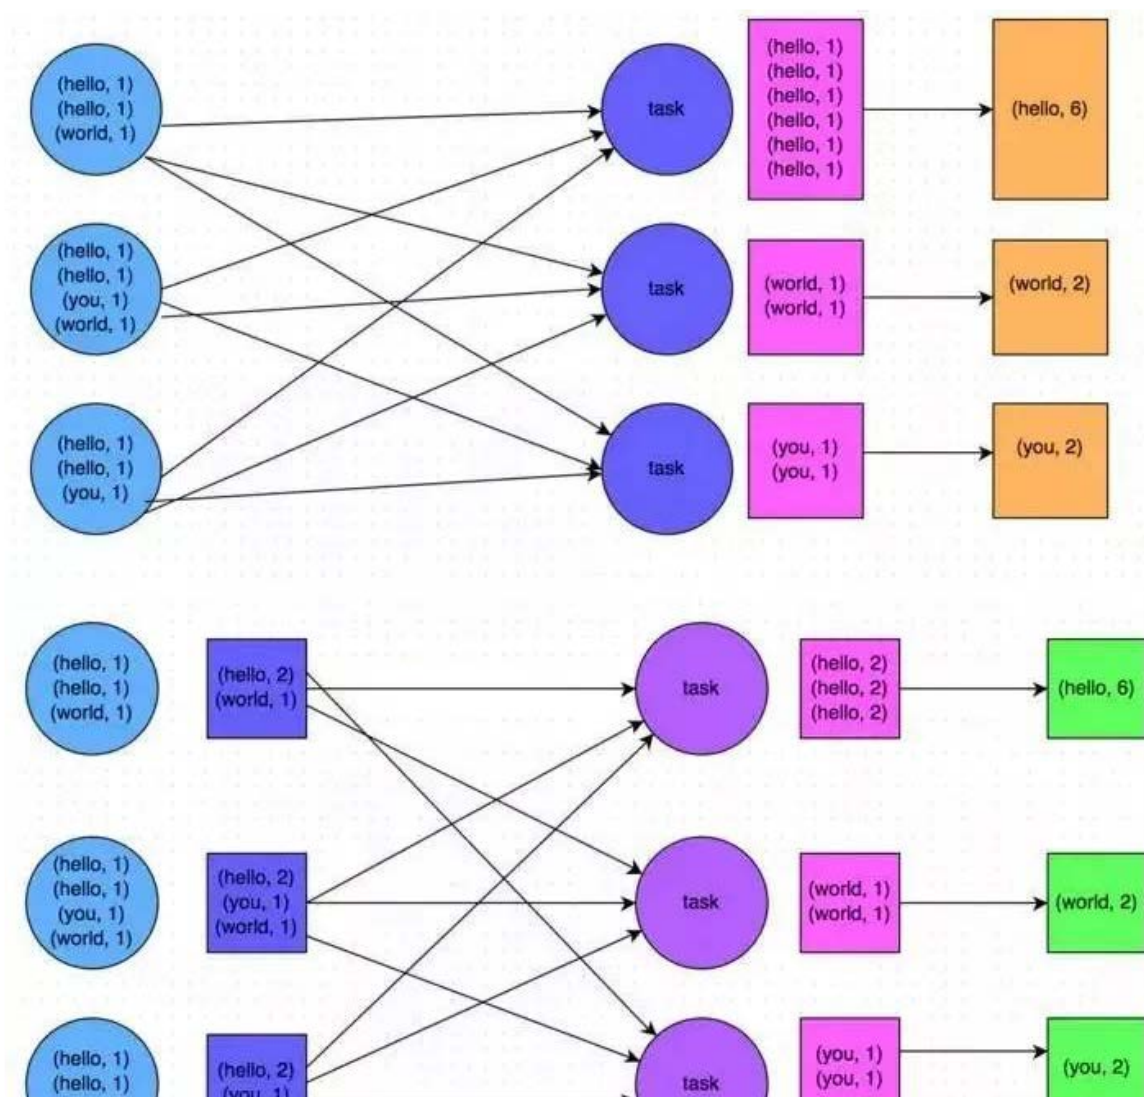 (hello, 1)
(hello, 1)
(world, 1)
task
(hello, 1)
(hello, 1)
(hello, 1)
(hello, 1)
(hello, 1)
(hello, 1)
(hello, 6)
(hello, 1)
(hello, 1)
(you, 1)
(world, 1)
task
(world, 1)
(world, 1)
(world, 2)
(hello, 1)
(hello, 1)
(you, 1)
task
(you, 1)
(you, 1)
(you, 2)
(hello, 1)
(hello, 1)
(world, 1)
(hello, 2)
(world, 1)
task
(hello, 2)
(hello, 2)
(hello, 2)
(hello, 6)
(hello, 1)
(hello, 1)
(you, 1)
(world, 1)
(hello, 2)
(you, 1)
(world, 1)
task
(world, 1)
(world, 1)
(world, 2)
(hello, 1)
(hello, 1)
(hello, 2)
(you, 1)
task
(you, 1)
(you, 1)
(you, 2)